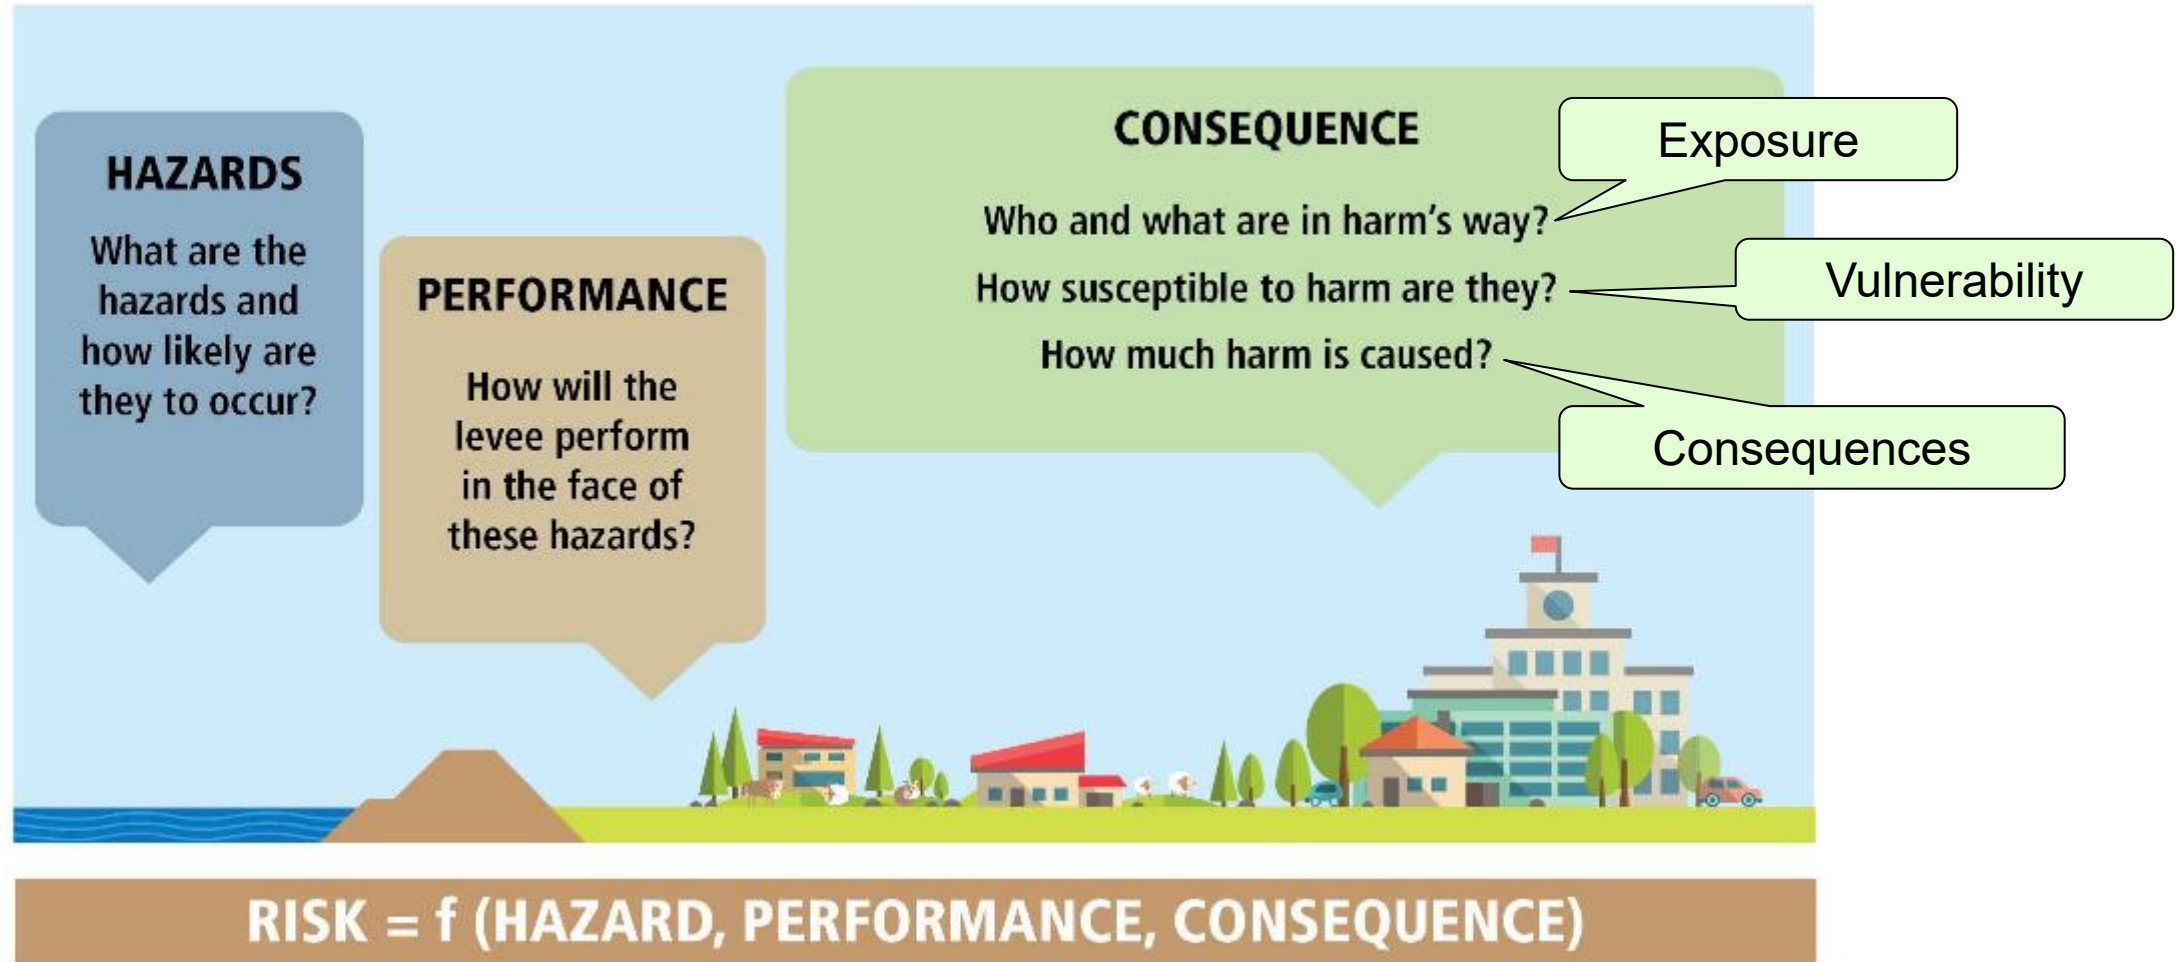 HAZARDS
What are the
hazards and
how likely are
they to occur?
PERFORMANCE
How will the
levee perform
in the face of
these hazards?
CONSEQUENCE
Who and what are in harm's way?
How susceptible to harm are they?
How much harm is caused?
Exposure
Vulnerability
Consequences
RISK = f (HAZARD, PERFORMANCE, CONSEQUENCE)